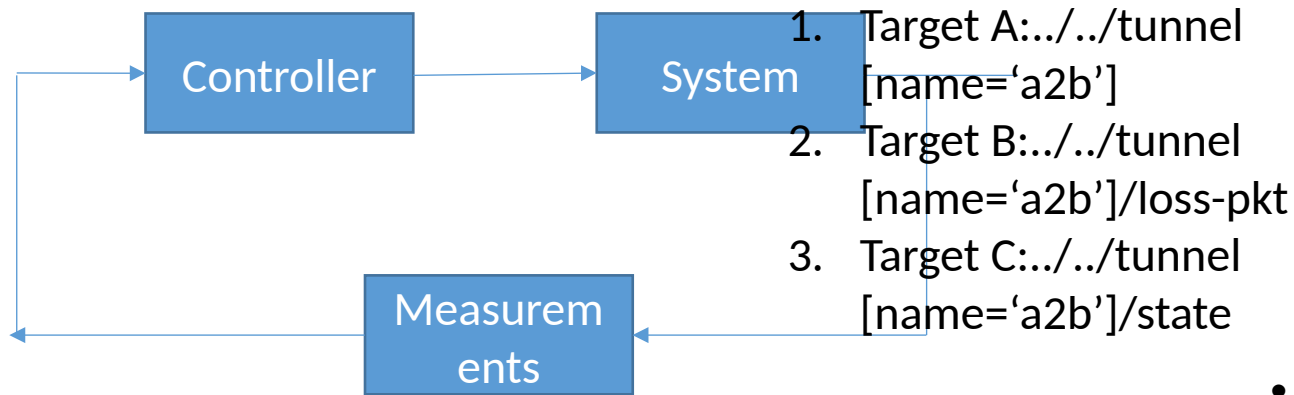 Controller
System
1. Target A:../../tunnel
[name=‘a2b’]
2. Target B:../../tunnel
[name=‘a2b’]/loss-pkt
3. Target C:../../tunnel
[name=‘a2b’]/state
Measurem
ents
•